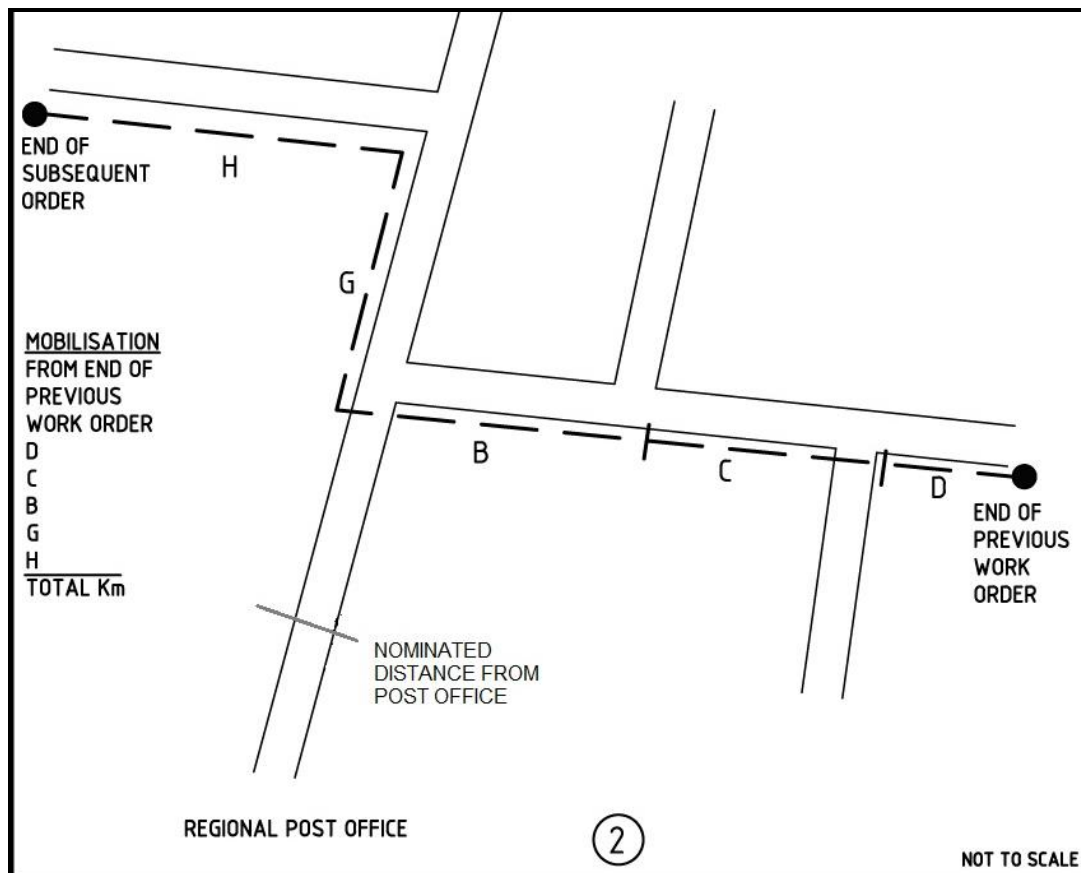 END OF
SUBSEQUENT
ORDER
H
G
MOBILISATION
FROM END OF
PREVIOUS
WORK ORDER
D
C
B
G
H
TOTAL Km
B
C
D
END OF
PREVIOUS
WORK
ORDER
NOMINATED
DISTANCE FROM
POST OFFICE
REGIONAL POST OFFICE
2
NOT TO SCALE